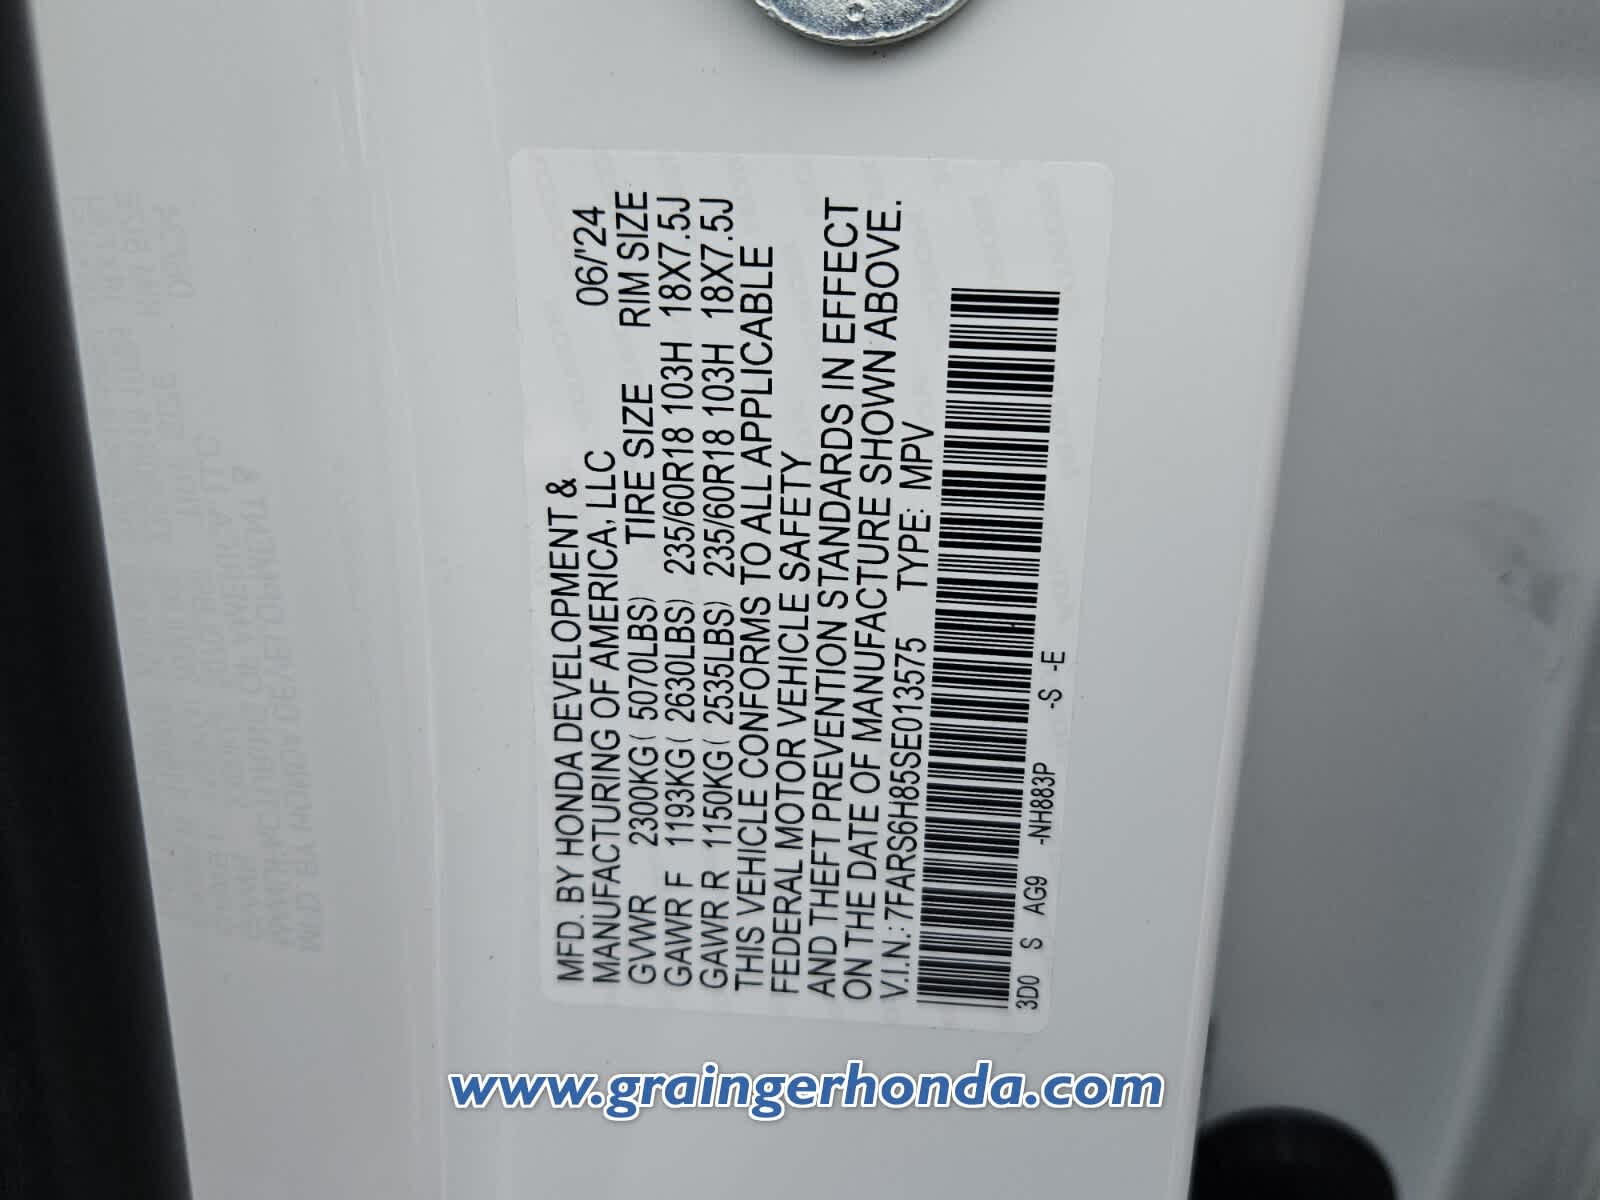 MFD. BY HONDA DEVELOPMENT &
MANUFACTURING OF AMERICA, LLC 06/'24
GVWR 2300KG( 5070LBS) TIRE SIZE RIM SIZE
GAWR F 1193KG( 2630LBS) 235/60R18 103H 18X7.5J
GAWR R 1150KG( 2535LBS) 235/60R18 103H 18X7.5J
THIS VEHICLE CONFORMS TO ALL APPLICABLE
FEDERAL MOTOR VEHICLE SAFETY
AND THEFT PREVENTION STANDARDS IN EFFECT
ON THE DATE OF MANUFACTURE SHOWN ABOVE.
V.I.N.: 7FARS6H85SE013575 TYPE: MPV
3D0 S AG9 -NH883P -S -E
www.graingerhonda.com